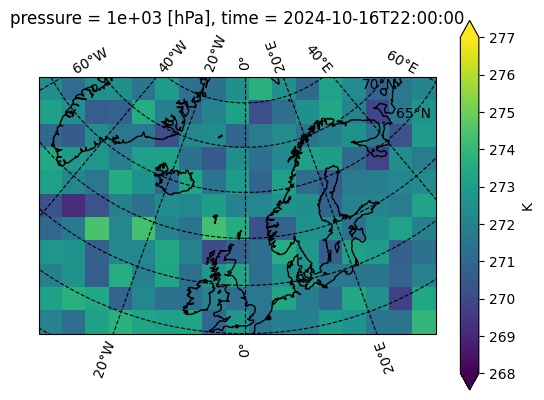 pressure = 1e+03 [hPa], time = 2024-10-16T22:00:00
60°W
40°W
20°W
0°
20°E
40°E
60°E
70°N
65°N
20°W
0°
20°E
277
276
275
274
273
272
271
270
269
268
K